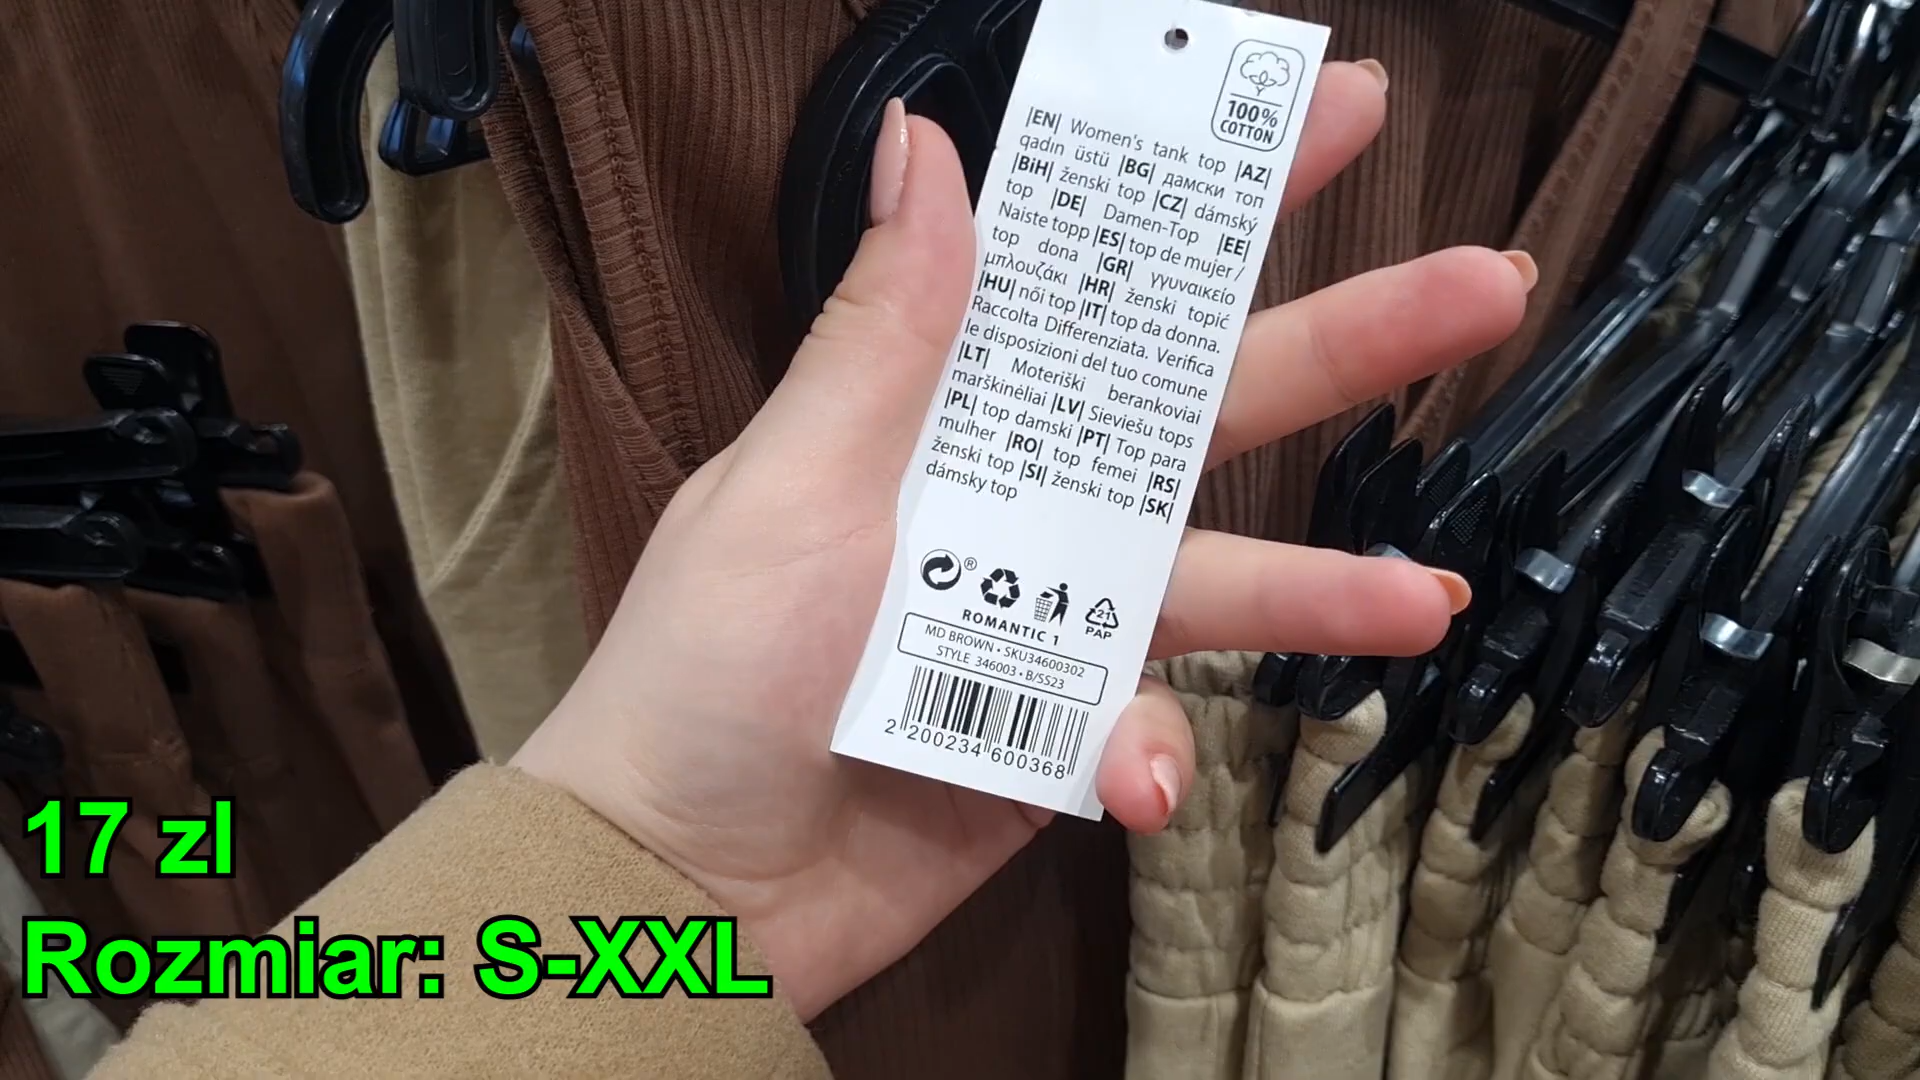 100%
COTTON
|EN| Women's tank top |AZ|
qadın üstü |BG| дамски топ
|BiH| ženski top |CZ| dámský
top |DE| Damen-Top |EE|
Naiste topp |ES| top de mujer /
top dona |GR| γγυναικείο
μπλουζάκι |HR| ženski topić
|HU| női top |IT| top da donna.
Raccolta Differenziata. Verifica
le disposizioni del tuo comune
|LT| Moteriški berankoviai
marškinėliai |LV| Sieviešu tops
|PL| top damski |PT| Top para
mulher |RO| top femei |RS|
ženski top |SI| ženski top |SK|
dámsky top
®
21
PAP
ROMANTIC 1
MD BROWN • SKU34600302
STYLE 346003 • B/SS23
2 200234 600368
17 zl
Rozmiar: S-XXL